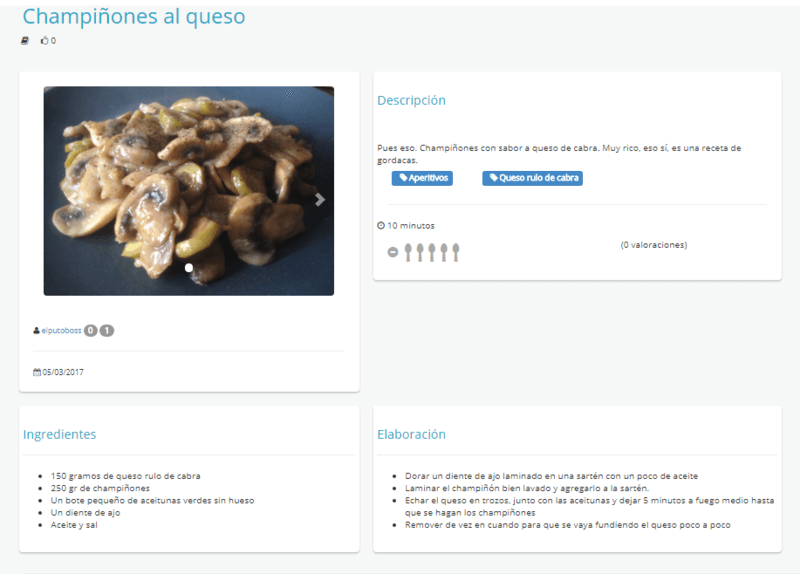 Champiñones al queso
0
Descripción
Pues eso. Champiñones con sabor a queso de cabra. Muy rico, eso sí, es una receta de
gordacas.
Aperitivos
Queso rulo de cabra
10 minutos
(0 valoraciones)
elputoboss 0 1
05/03/2017
Ingredientes
150 gramos de queso rulo de cabra
250 gr de champiñones
Un bote pequeño de aceitunas verdes sin hueso
Un diente de ajo
Aceite y sal
Elaboración
Dorar un diente de ajo laminado en una sartén con un poco de aceite
Laminar el champiñón bien lavado y agregarlo a la sartén.
Echar el queso en trozos, junto con las aceitunas y dejar 5 minutos a fuego medio hasta
que se hagan los champiñones
Remover de vez en cuando para que se vaya fundiendo el queso poco a poco